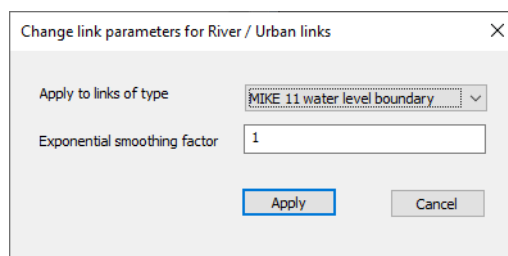 Change link parameters for River / Urban links
Apply to links of type
MIKE 11 water level boundary
Exponential smoothing factor
1
Apply
Cancel